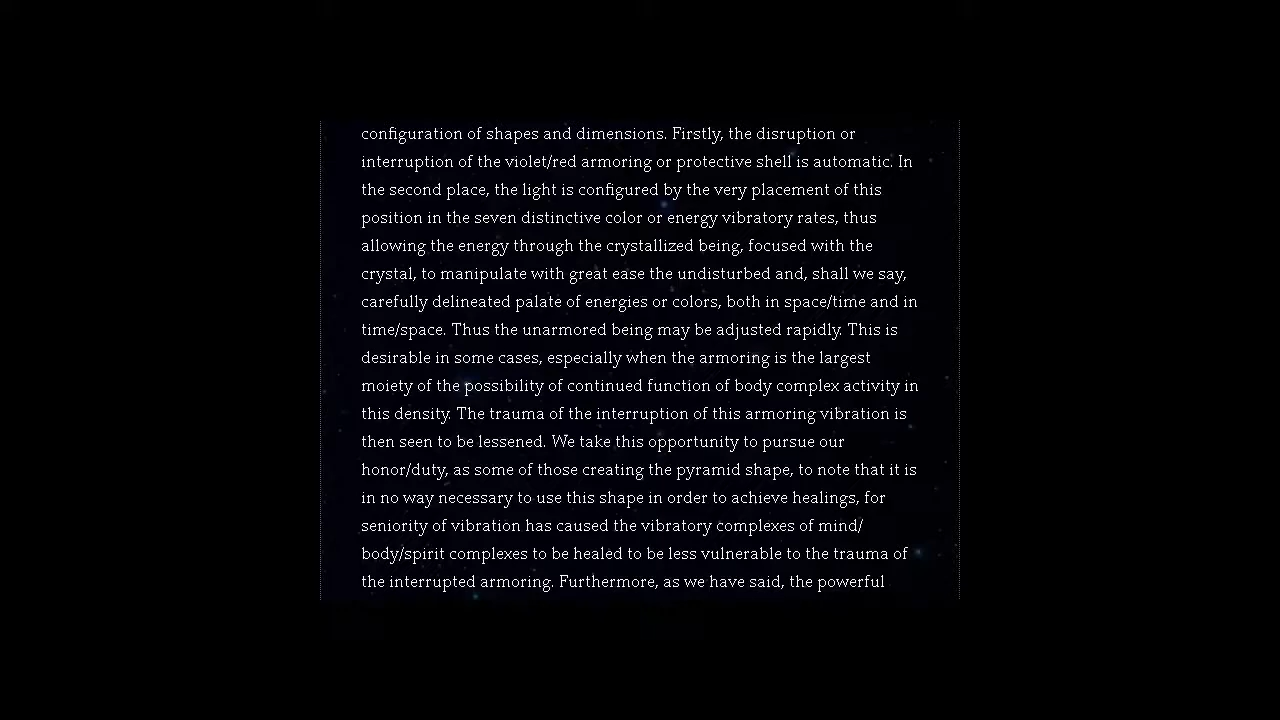 configuration of shapes and dimensions. Firstly, the disruption or
interruption of the violet/red armoring or protective shell is automatic. In
the second place, the light is configured by the very placement of this
position in the seven distinctive color or energy vibratory rates, thus
allowing the energy through the crystallized being, focused with the
crystal, to manipulate with great ease the undisturbed and, shall we say,
carefully delineated palate of energies or colors, both in space/time and in
time/space. Thus the unarmored being may be adjusted rapidly. This is
desirable in some cases, especially when the armoring is the largest
moiety of the possibility of continued function of body complex activity in
this density. The trauma of the interruption of this armoring vibration is
then seen to be lessened. We take this opportunity to pursue our
honor/duty, as some of those creating the pyramid shape, to note that it is
in no way necessary to use this shape in order to achieve healings, for
seniority of vibration has caused the vibratory complexes of mind/
body/spirit complexes to be healed to be less vulnerable to the trauma of
the interrupted armoring. Furthermore, as we have said, the powerful